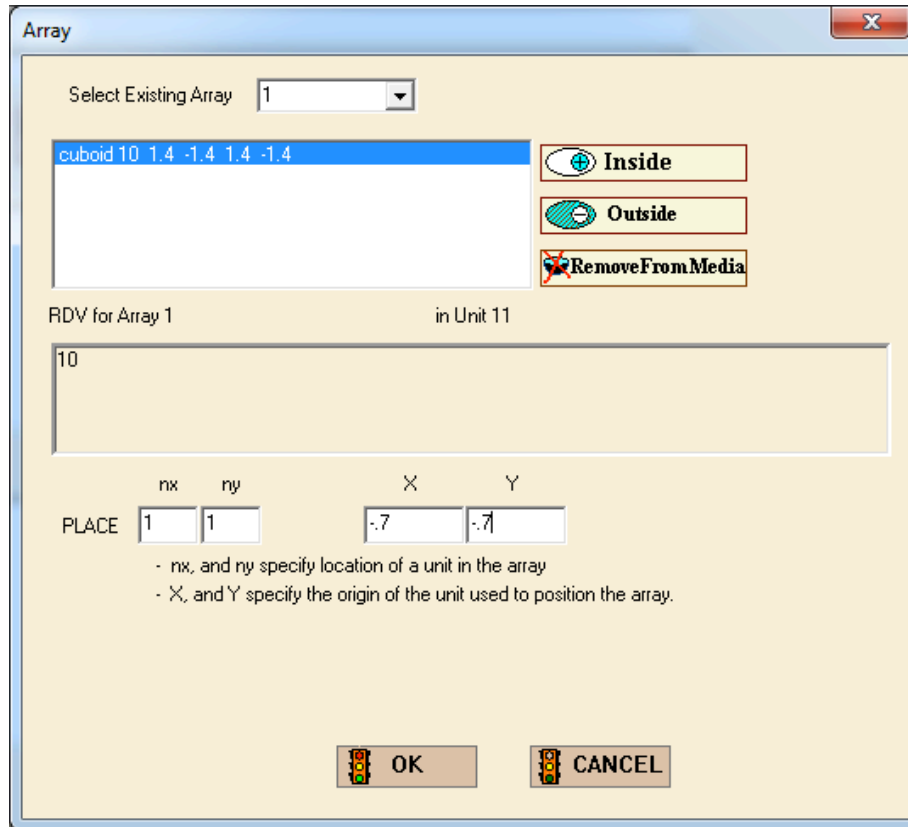 Array
Select Existing Array 1
cuboid 10 1.4 -1.4 1.4 -1.4
Inside
Outside
RemoveFromMedia
RDV for Array 1 in Unit 11
10
nx ny X Y
PLACE 1 1 -.7 -.7
- nx, and ny specify location of a unit in the array
- X, and Y specify the origin of the unit used to position the array.
OK CANCEL